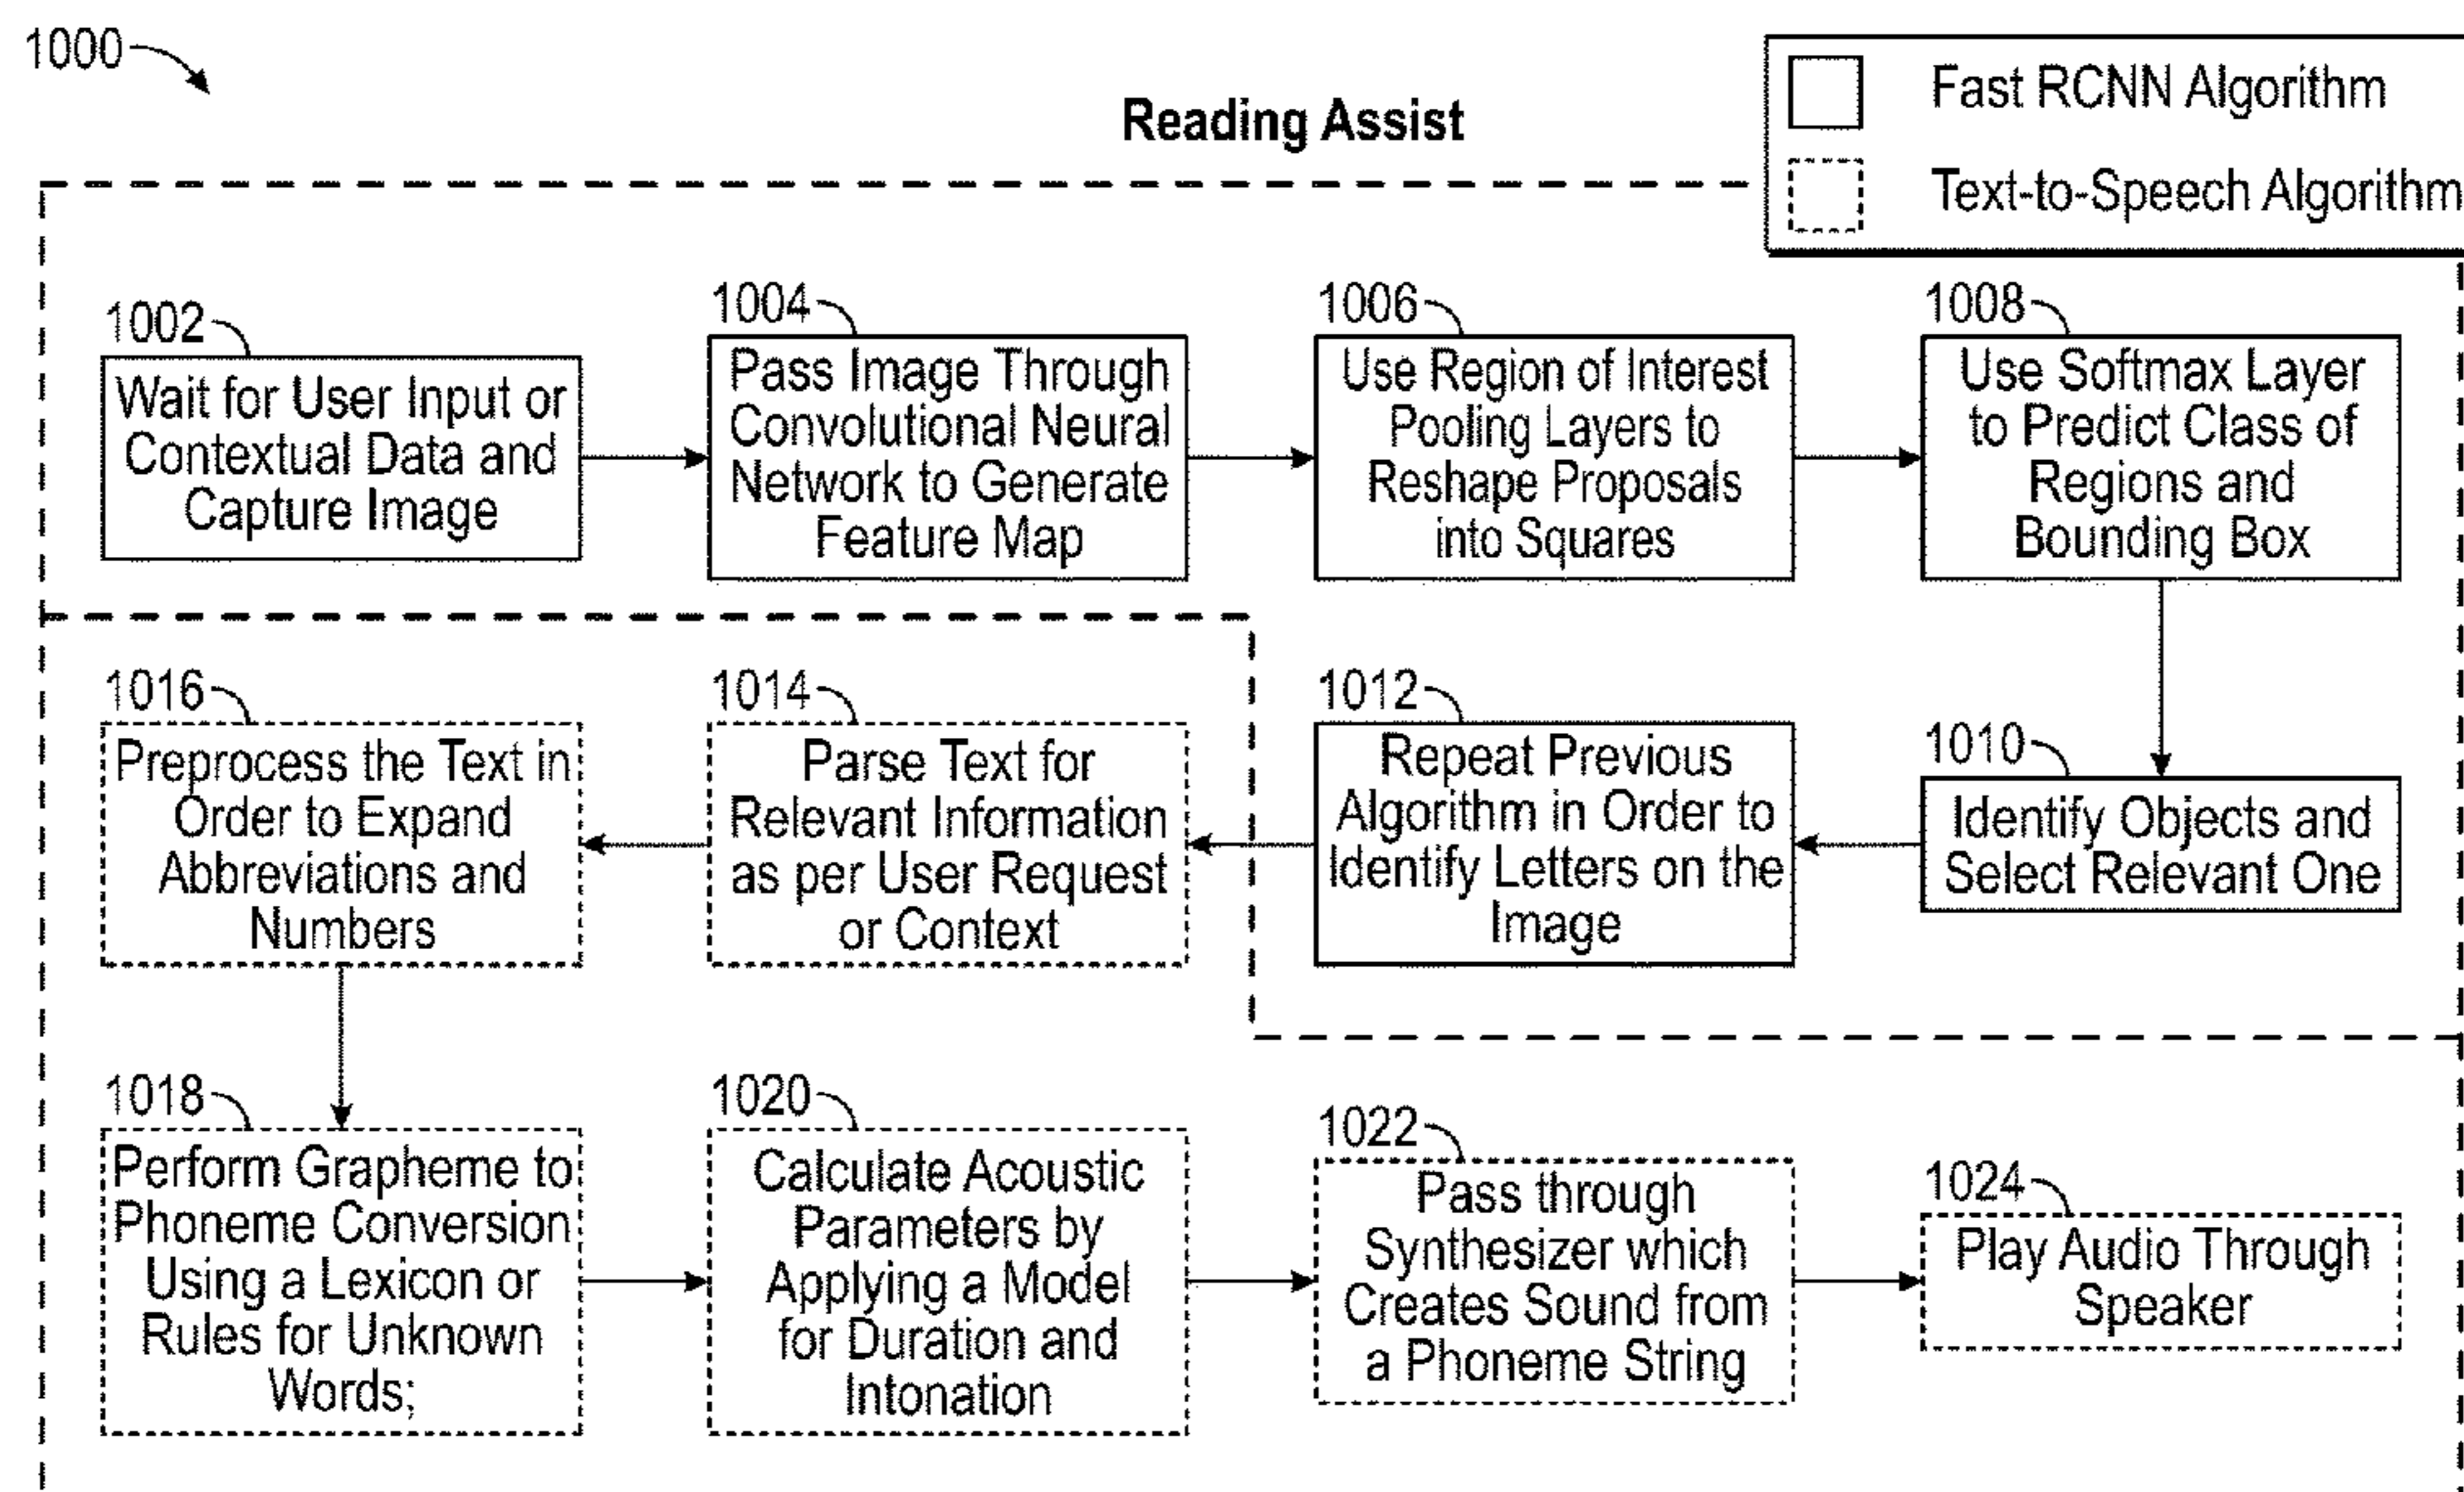 1000
Reading Assist
Fast RCNN Algorithm
Text-to-Speech Algorithm
1002
Wait for User Input or
Contextual Data and
Capture Image
1004
Pass Image Through
Convolutional Neural
Network to Generate
Feature Map
1006
Use Region of Interest
Pooling Layers to
Reshape Proposals
into Squares
1008
Use Softmax Layer
to Predict Class of
Regions and
Bounding Box
1010
Identify Objects and
Select Relevant One
1012
Repeat Previous
Algorithm in Order to
Identify Letters on the
Image
1014
Parse Text for
Relevant Information
as per User Request
or Context
1016
Preprocess the Text in
Order to Expand
Abbreviations and
Numbers
1018
Perform Grapheme to
Phoneme Conversion
Using a Lexicon or
Rules for Unknown
Words;
1020
Calculate Acoustic
Parameters by
Applying a Model
for Duration and
Intonation
1022
Pass through
Synthesizer which
Creates Sound from
a Phoneme String
1024
Play Audio Through
Speaker